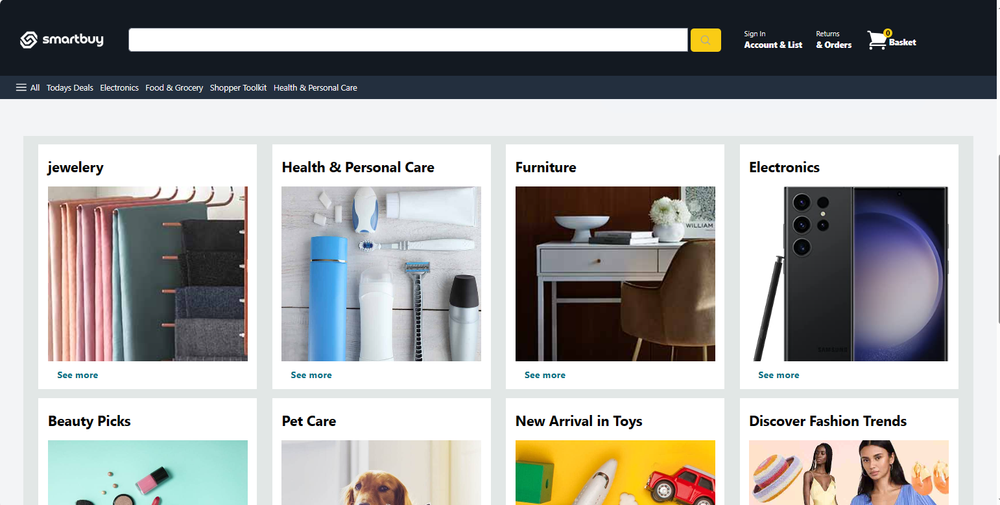 smartbuy
Sign In
Account & List
Returns
& Orders
0
Basket
All Todays Deals Electronics Food & Grocery Shopper Toolkit Health & Personal Care
jewelery
Health & Personal Care
Furniture
Electronics
WILLIAM
SAMSUNG
See more
See more
See more
See more
Beauty Picks
Pet Care
New Arrival in Toys
Discover Fashion Trends